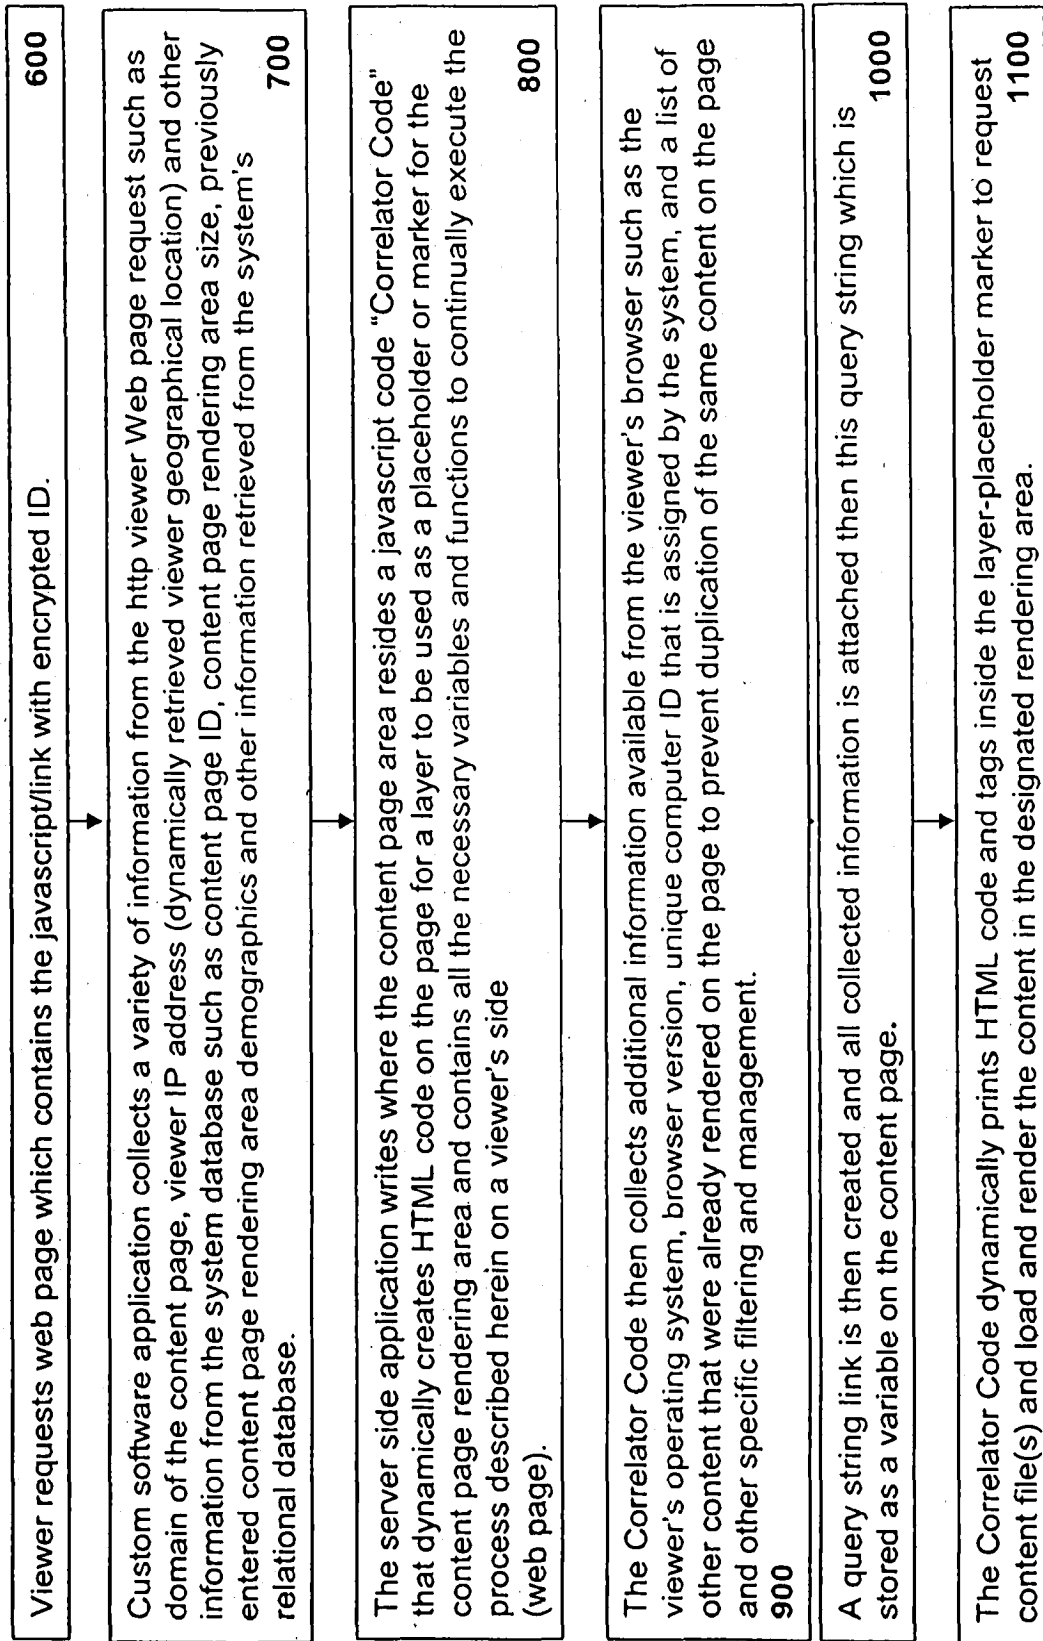 Viewer requests web page which contains the javascript/link with encrypted ID.
600
Custom software application collects a variety of information from the http viewer Web page request such as
domain of the content page, viewer IP address (dynamically retrieved viewer geographical location) and other
information from the system database such as content page ID, content page rendering area size, previously
entered content page rendering area demographics and other information retrieved from the system's
relational database.
700
The server side application writes where the content page area resides a javascript code “Correlator Code”
that dynamically creates HTML code on the page for a layer to be used as a placeholder or marker for the
content page rendering area and contains all the necessary variables and functions to continually execute the
process described herein on a viewer's side
(web page).
800
The Correlator Code then collects additional information available from the viewer's browser such as the
viewer's operating system, browser version, unique computer ID that is assigned by the system, and a list of
other content that were already rendered on the page to prevent duplication of the same content on the page
and other specific filtering and management.
900
A query string link is then created and all collected information is attached then this query string which is
stored as a variable on the content page.
1000
The Correlator Code dynamically prints HTML code and tags inside the layer-placeholder marker to request
content file(s) and load and render the content in the designated rendering area.
1100